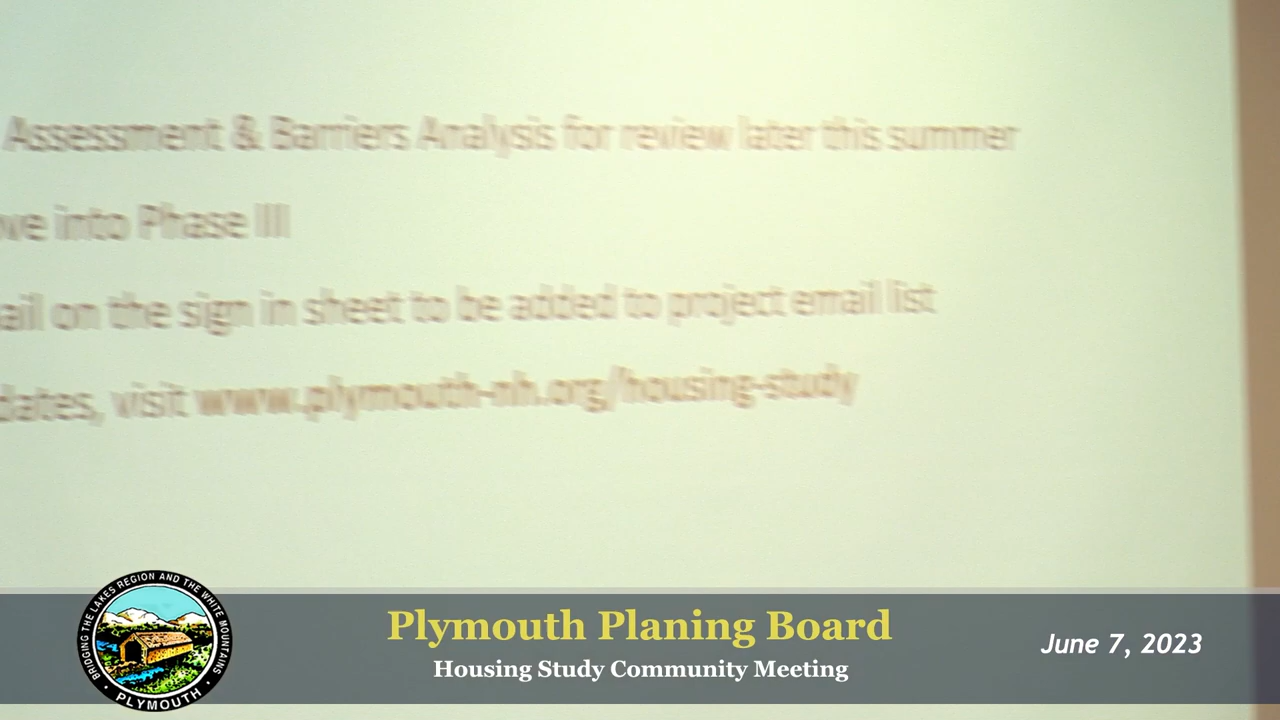 Assessment & Barriers Analysis for review later this summer
ve into Phase III
ail on the sign in sheet to be added to project email list
dates, visit www.plymouth-nh.org/housing-study
BRIDGING THE LAKES REGION AND THE WHITE MOUNTAINS
PLYMOUTH
Plymouth Planing Board
Housing Study Community Meeting
June 7, 2023